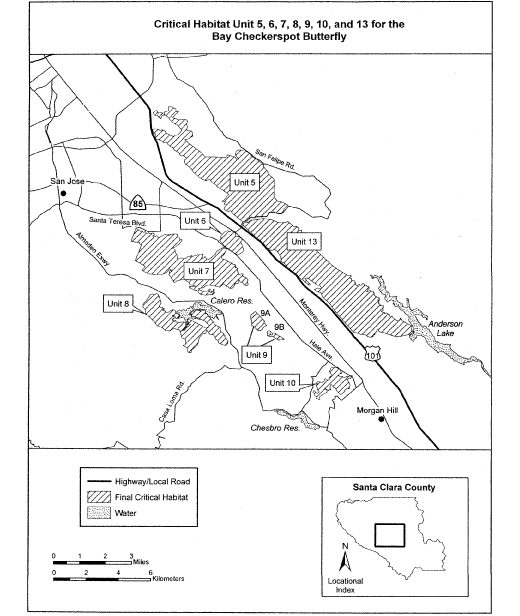 Critical Habitat Unit 5, 6, 7, 8, 9, 10, and 13 for the
Bay Checkerspot Butterfly
San Felipe Rd.
San Jose
Unit 5
85
Santa Teresa Blvd.
Unit 6
Almaden Expy
Unit 13
Unit 7
Unit 8
Calero Res.
9A
9B
Monterey Hwy.
Anderson
Lake
Unit 9
Hale Ave.
101
Unit 10
Casa Loma Rd.
Morgan Hill
Chesbro Res.
Highway/Local Road
Final Critical Habitat
Water
0 1 2 3
Miles
0 2 4 6
Kilometers
Santa Clara County
N
Locational
Index